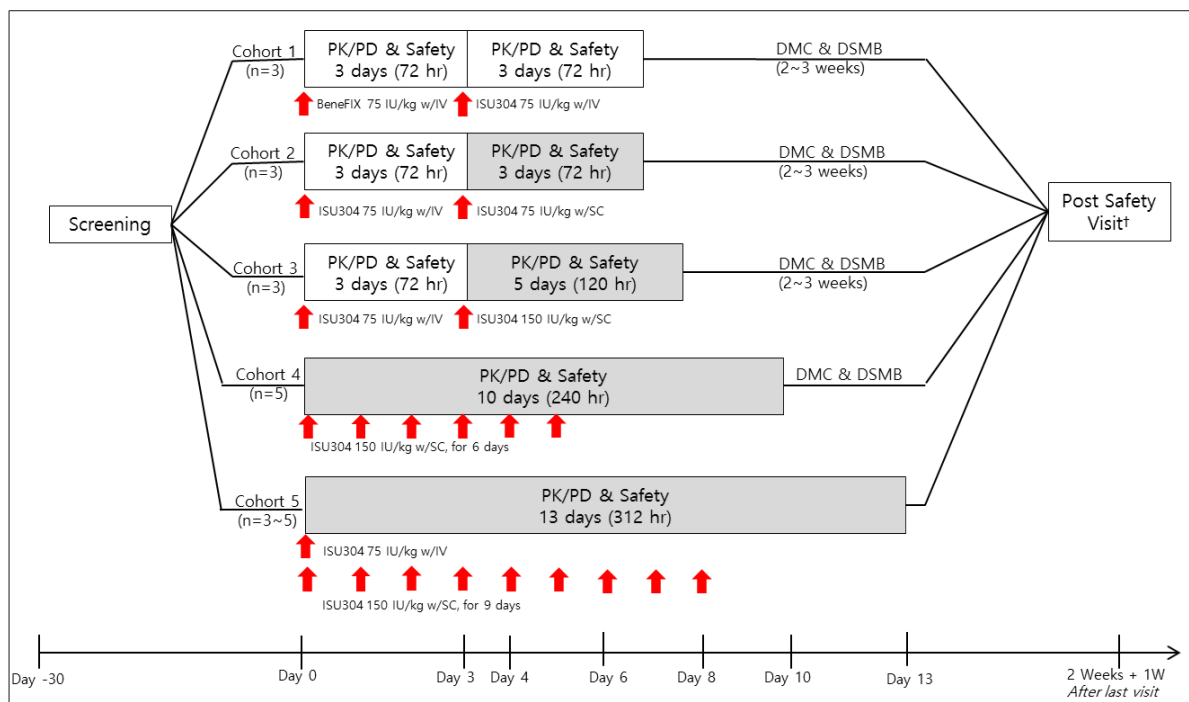 Cohort 1
(n=3)
PK/PD & Safety
3 days (72 hr)
PK/PD & Safety
3 days (72 hr)
DMC & DSMB
(2~3 weeks)
BeneFIX 75 IU/kg w/IV
ISU304 75 IU/kg w/IV
Cohort 2
(n=3)
PK/PD & Safety
3 days (72 hr)
PK/PD & Safety
3 days (72 hr)
DMC & DSMB
(2~3 weeks)
ISU304 75 IU/kg w/IV
ISU304 75 IU/kg w/SC
Screening
Post Safety
Visit†
Cohort 3
(n=3)
PK/PD & Safety
3 days (72 hr)
PK/PD & Safety
5 days (120 hr)
DMC & DSMB
(2~3 weeks)
ISU304 75 IU/kg w/IV
ISU304 150 IU/kg w/SC
Cohort 4
(n=5)
PK/PD & Safety
10 days (240 hr)
DMC & DSMB
ISU304 150 IU/kg w/SC, for 6 days
Cohort 5
(n=3~5)
PK/PD & Safety
13 days (312 hr)
ISU304 75 IU/kg w/IV
ISU304 150 IU/kg w/SC, for 9 days
Day -30
Day 0
Day 3
Day 4
Day 6
Day 8
Day 10
Day 13
2 Weeks + 1W
After last visit